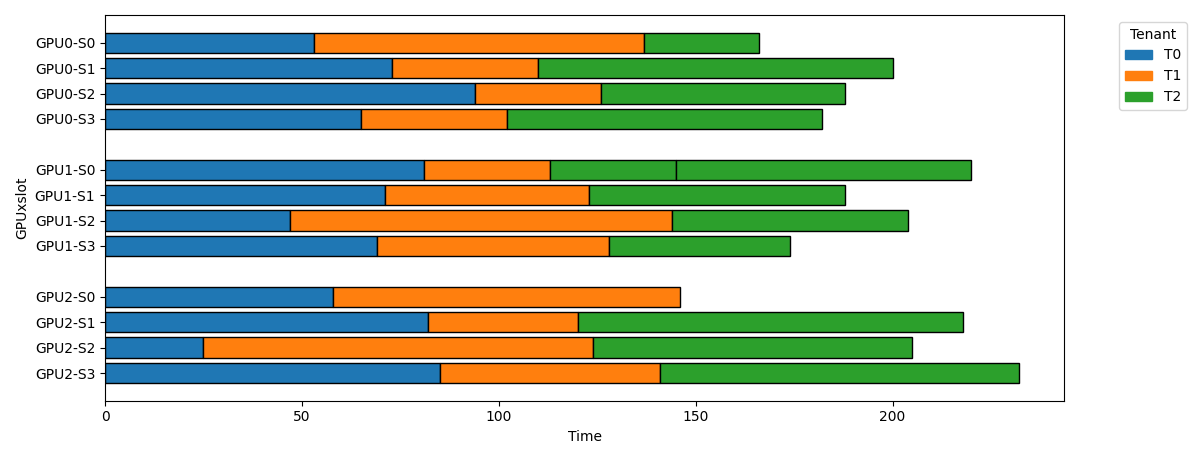 Tenant
T0
T1
T2
GPUxslot
GPU0-S0
GPU0-S1
GPU0-S2
GPU0-S3
GPU1-S0
GPU1-S1
GPU1-S2
GPU1-S3
GPU2-S0
GPU2-S1
GPU2-S2
GPU2-S3
0 50 100 150 200
Time